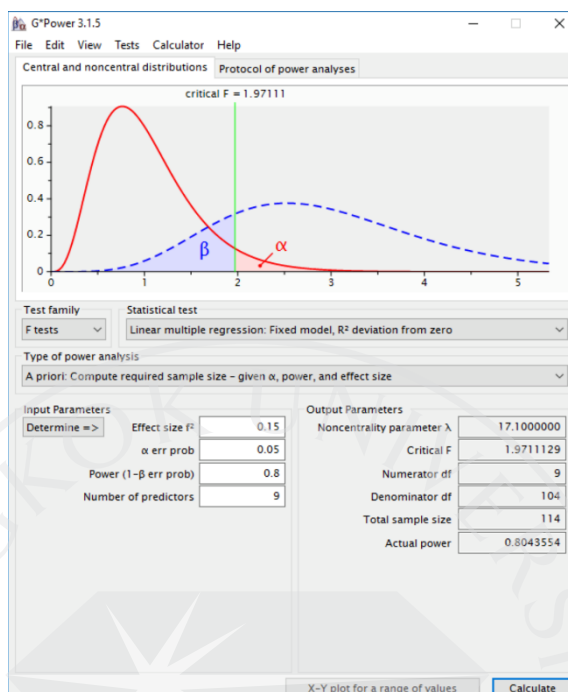 G*Power 3.1.5
File Edit View Tests Calculator Help
Central and noncentral distributions Protocol of power analyses
critical F = 1.97111
0.8
0.6
0.4
0.2
0
β
α
0 1 2 3 4 5
Test family Statistical test
F tests Linear multiple regression: Fixed model, R² deviation from zero
Type of power analysis
A priori: Compute required sample size – given α, power, and effect size
Input Parameters Output Parameters
Determine => Effect size f² 0.15 Noncentrality parameter λ 17.1000000
α err prob 0.05 Critical F 1.9711129
Power (1-β err prob) 0.8 Numerator df 9
Number of predictors 9 Denominator df 104
Total sample size 114
Actual power 0.8043554
X-Y plot for a range of values Calculate